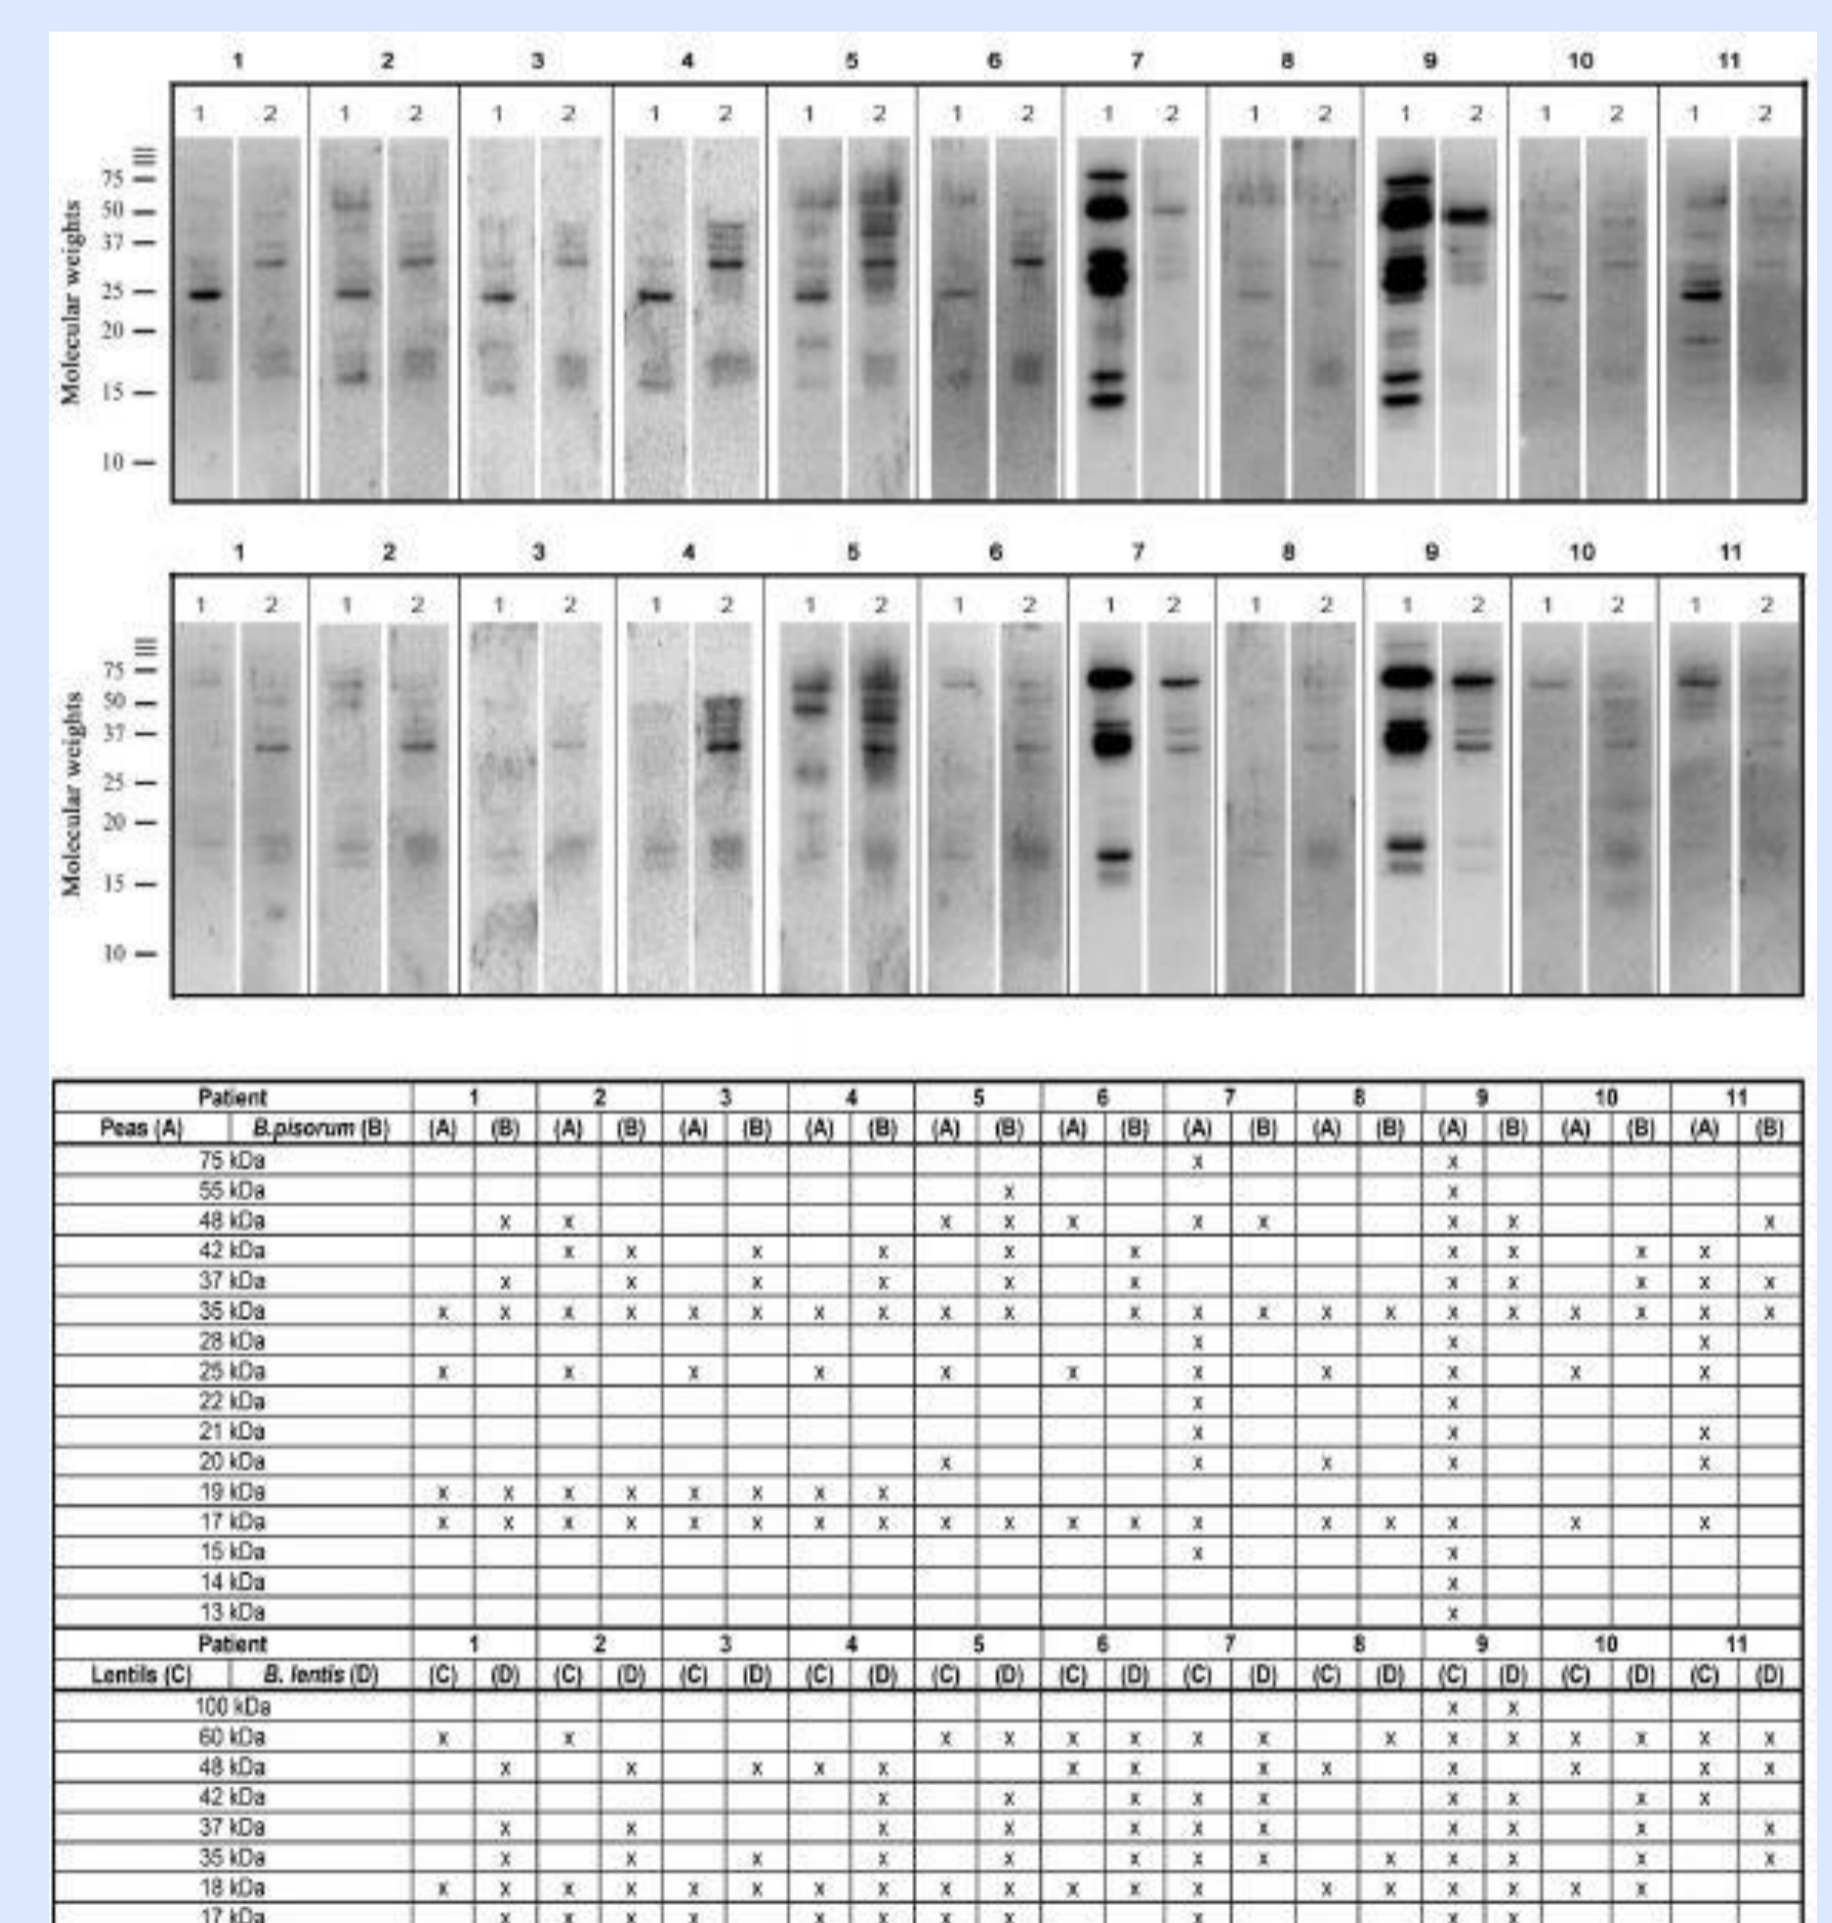 1 2 3 4 5 6 7 8 9 10 11
1 2 1 2 1 2 1 2 1 2 1 2 1 2 1 2 1 2 1 2 1 2
Molecular weights
75
50
37
25
20
15
10
1 2 3 4 5 6 7 8 9 10 11
1 2 1 2 1 2 1 2 1 2 1 2 1 2 1 2 1 2 1 2 1 2
Molecular weights
75
50
37
25
20
15
10
Patient 1 2 3 4 5 6 7 8 9 10 11
Peas (A) B.pisorum (B) (A) (B) (A) (B) (A) (B) (A) (B) (A) (B) (A) (B) (A) (B) (A) (B) (A) (B) (A) (B) (A) (B)
75 kDa x x
55 kDa x x
48 kDa x x x x x x x x x x
42 kDa x x x x x x x x x x
37 kDa x x x x x x x x x x x
35 kDa x x x x x x x x x x x x x x x x x x x x x
28 kDa x x x
25 kDa x x x x x x x x x x x
22 kDa x x
21 kDa x x x
20 kDa x x x x x
19 kDa x x x x x x x x
17 kDa x x x x x x x x x x x x x x x x x x
15 kDa x x
14 kDa x
13 kDa x
Patient 1 2 3 4 5 6 7 8 9 10 11
Lentils (C) B. lentis (D) (C) (D) (C) (D) (C) (D) (C) (D) (C) (D) (C) (D) (C) (D) (C) (D) (C) (D) (C) (D) (C) (D)
100 kDa x x
60 kDa x x x x x x x x x x x x x x x
48 kDa x x x x x x x x x x x x x
42 kDa x x x x x x x x x
37 kDa x x x x x x x x x x x
35 kDa x x x x x x x x x x x x x
18 kDa x x x x x x x x x x x x x x x x x x x
17 kDa x x x x x x x x x x x